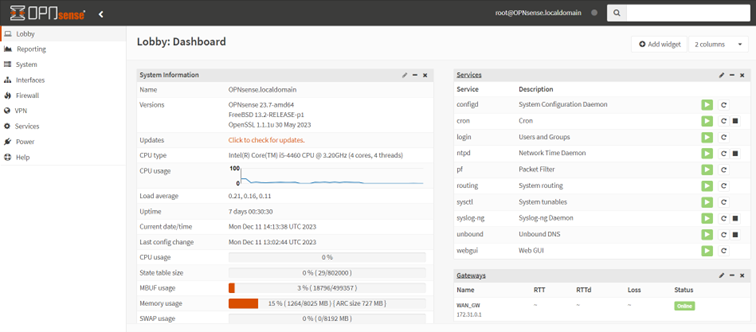 OPNsense
root@OPNsense.localdomain
Lobby
Reporting
System
Interfaces
Firewall
VPN
Services
Power
Help
Lobby: Dashboard
Add widget
2 columns
System Information
Name OPNsense.localdomain
Versions OPNsense 23.7-amd64
FreeBSD 13.2-RELEASE-p1
OpenSSL 1.1.1u 30 May 2023
Updates Click to check for updates.
CPU type Intel(R) Core(TM) i5-4460 CPU @ 3.20GHz (4 cores, 4 threads)
CPU usage 100
0
Load average 0.21, 0.16, 0.11
Uptime 7 days 00:30:30
Current date/time Mon Dec 11 14:13:38 UTC 2023
Last config change Mon Dec 11 13:02:44 UTC 2023
CPU usage 0 %
State table size 0 % ( 29/802000 )
MBUF usage 3 % ( 18796/499357 )
Memory usage 15 % ( 1264/8025 MB ) { ARC size 727 MB }
SWAP usage 0 % ( 0/8192 MB )
Services
Service Description
configd System Configuration Daemon
cron Cron
login Users and Groups
ntpd Network Time Daemon
pf Packet Filter
routing System routing
sysctl System tunables
syslog-ng Syslog-ng Daemon
unbound Unbound DNS
webgui Web GUI
Gateways
Name RTT RTTd Loss Status
WAN_GW ~ ~ ~ Online
172.31.0.1